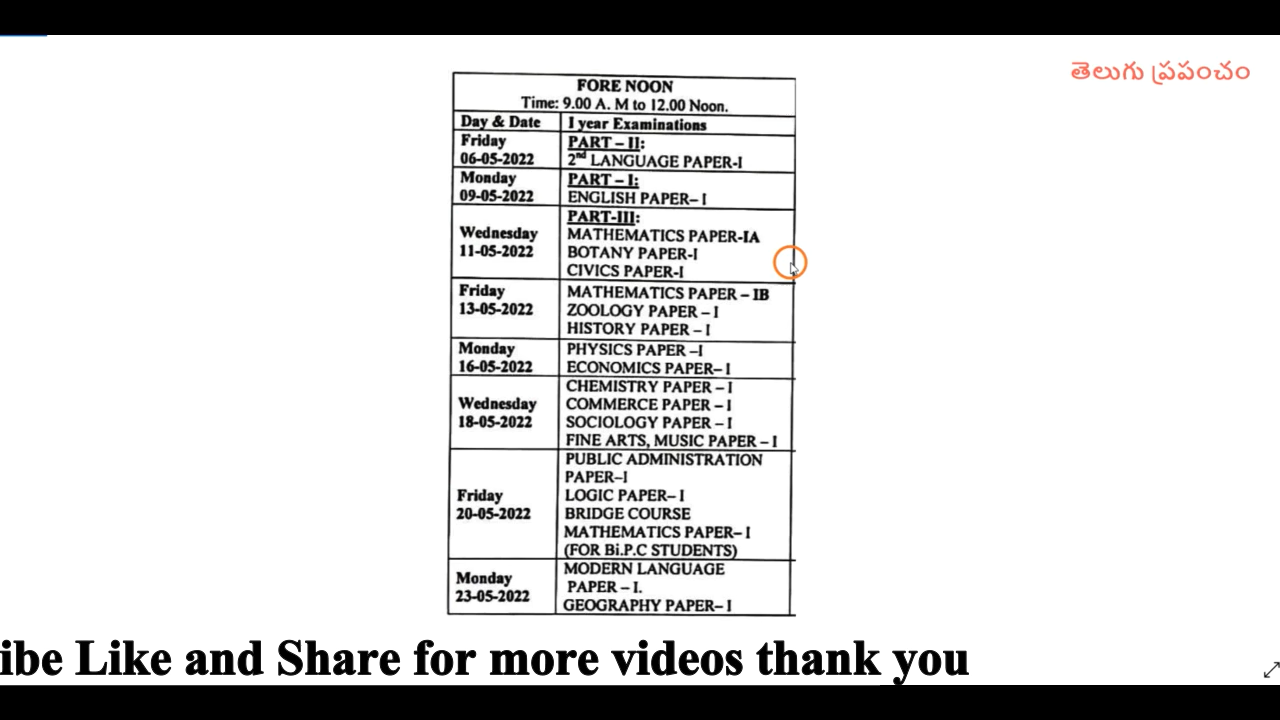 తెలుగు ప్రపంచం
FORE NOON
Time: 9.00 A. M to 12.00 Noon.
Day & Date I year Examinations
Friday
06-05-2022
PART – II:
2nd LANGUAGE PAPER-I
Monday
09-05-2022
PART – I:
ENGLISH PAPER– I
Wednesday
11-05-2022
PART-III:
MATHEMATICS PAPER-IA
BOTANY PAPER-I
CIVICS PAPER-I
Friday
13-05-2022
MATHEMATICS PAPER – IB
ZOOLOGY PAPER – I
HISTORY PAPER – I
Monday
16-05-2022
PHYSICS PAPER –I
ECONOMICS PAPER– I
Wednesday
18-05-2022
CHEMISTRY PAPER – I
COMMERCE PAPER – I
SOCIOLOGY PAPER – I
FINE ARTS, MUSIC PAPER – I
Friday
20-05-2022
PUBLIC ADMINISTRATION
PAPER–I
LOGIC PAPER– I
BRIDGE COURSE
MATHEMATICS PAPER– I
(FOR Bi.P.C STUDENTS)
Monday
23-05-2022
MODERN LANGUAGE
PAPER – I.
GEOGRAPHY PAPER– I
ibe Like and Share for more videos thank you